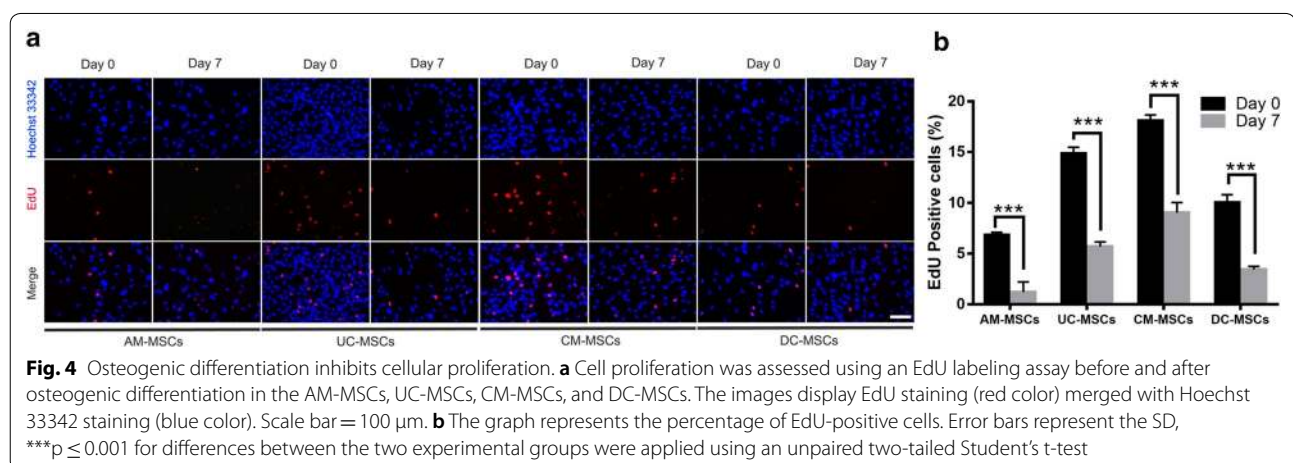 a
Day 0 Day 7 Day 0 Day 7 Day 0 Day 7 Day 0 Day 7
Hoechst 33342
EdU
Merge
AM-MSCs UC-MSCs CM-MSCs DC-MSCs
b
EdU Positive cells (%)
20
15
10
5
0
*** *** *** ***
Day 0
Day 7
AM-MSCs UC-MSCs CM-MSCs DC-MSCs
Fig. 4 Osteogenic differentiation inhibits cellular proliferation. a Cell proliferation was assessed using an EdU labeling assay before and after
osteogenic differentiation in the AM-MSCs, UC-MSCs, CM-MSCs, and DC-MSCs. The images display EdU staining (red color) merged with Hoechst
33342 staining (blue color). Scale bar = 100 μm. b The graph represents the percentage of EdU-positive cells. Error bars represent the SD,
***p ≤ 0.001 for differences between the two experimental groups were applied using an unpaired two-tailed Student's t-test